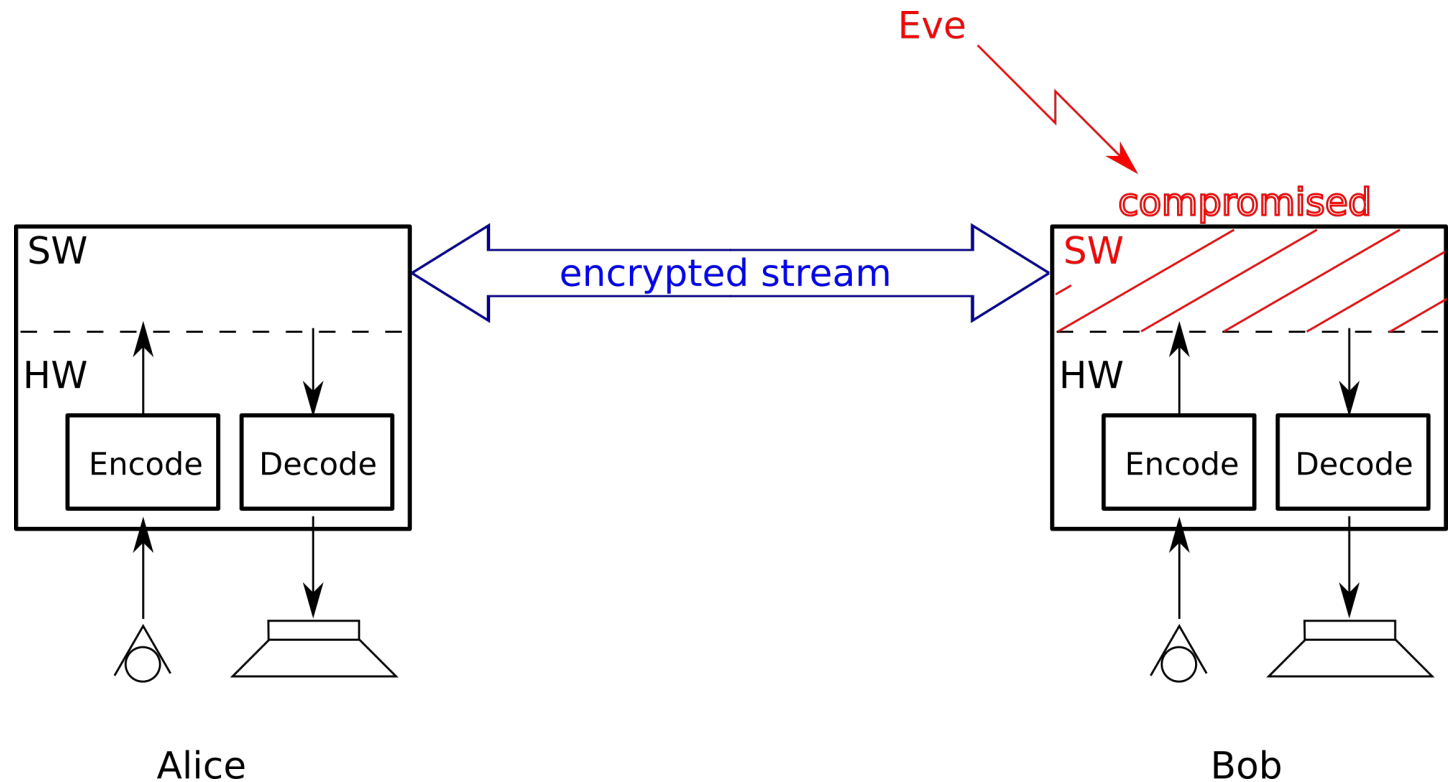 Eve
compromised
SW
encrypted stream
SW
HW
HW
Encode
Decode
Encode
Decode
Alice
Bob